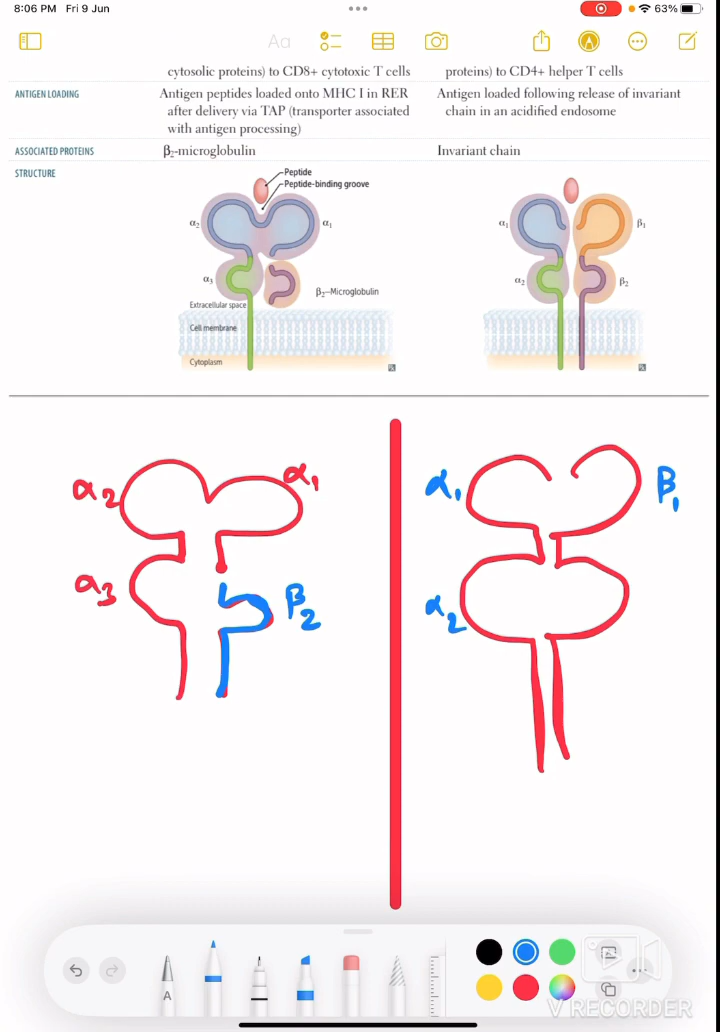 8:06 PM Fri 9 Jun
63%
Aa
cytosolic proteins) to CD8+ cytotoxic T cells
proteins) to CD4+ helper T cells
ANTIGEN LOADING
Antigen peptides loaded onto MHC I in RER
after delivery via TAP (transporter associated
with antigen processing)
Antigen loaded following release of invariant
chain in an acidified endosome
ASSOCIATED PROTEINS
β₂-microglobulin
Invariant chain
STRUCTURE
Peptide
Peptide-binding groove
α₂
α₁
α₃
β₂–Microglobulin
Extracellular space
Cell membrane
Cytoplasm
α₁
β₁
α₂
β₂
α₂
α₁
α₃
β₂
α₁
β₁
α₂
A
V RECORDER